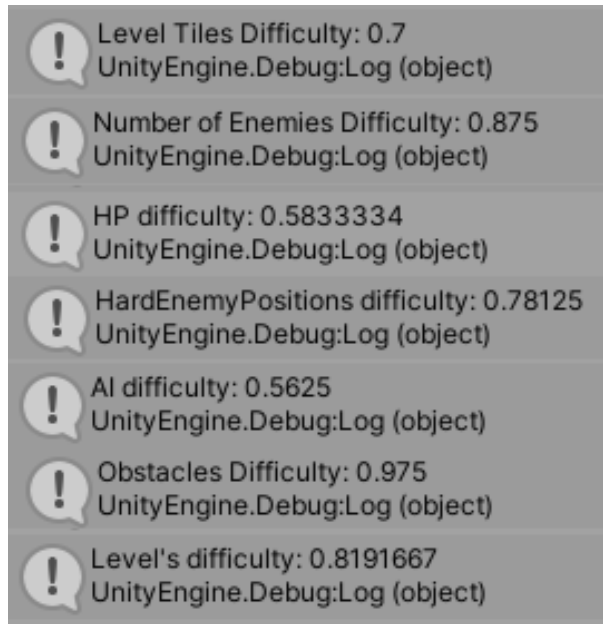 Level Tiles Difficulty: 0.7
UnityEngine.Debug:Log (object)
Number of Enemies Difficulty: 0.875
UnityEngine.Debug:Log (object)
HP difficulty: 0.5833334
UnityEngine.Debug:Log (object)
HardEnemyPositions difficulty: 0.78125
UnityEngine.Debug:Log (object)
AI difficulty: 0.5625
UnityEngine.Debug:Log (object)
Obstacles Difficulty: 0.975
UnityEngine.Debug:Log (object)
Level's difficulty: 0.8191667
UnityEngine.Debug:Log (object)